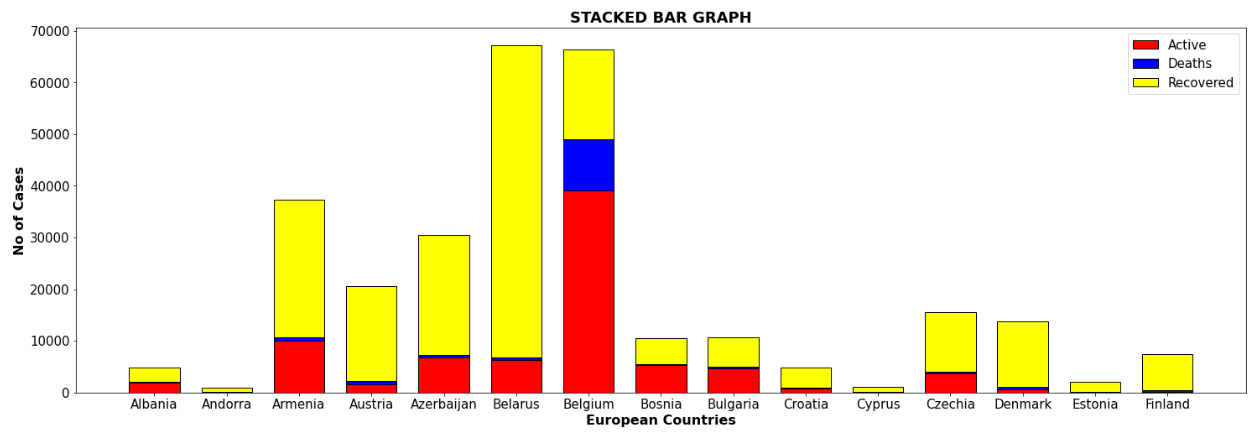 STACKED BAR GRAPH
70000
60000
50000
40000
30000
20000
10000
0
No of Cases
Active
Deaths
Recovered
Albania Andorra Armenia Austria Azerbaijan Belarus Belgium Bosnia Bulgaria Croatia Cyprus Czechia Denmark Estonia Finland
European Countries